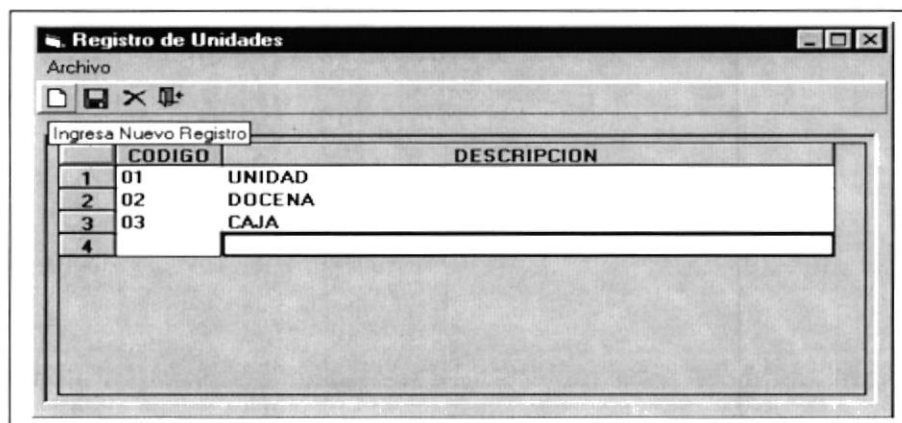 Registro de Unidades
Archivo
Ingresa Nuevo Registro
CODIGO DESCRIPCION
1 01 UNIDAD
2 02 DOCENA
3 03 CAJA
4